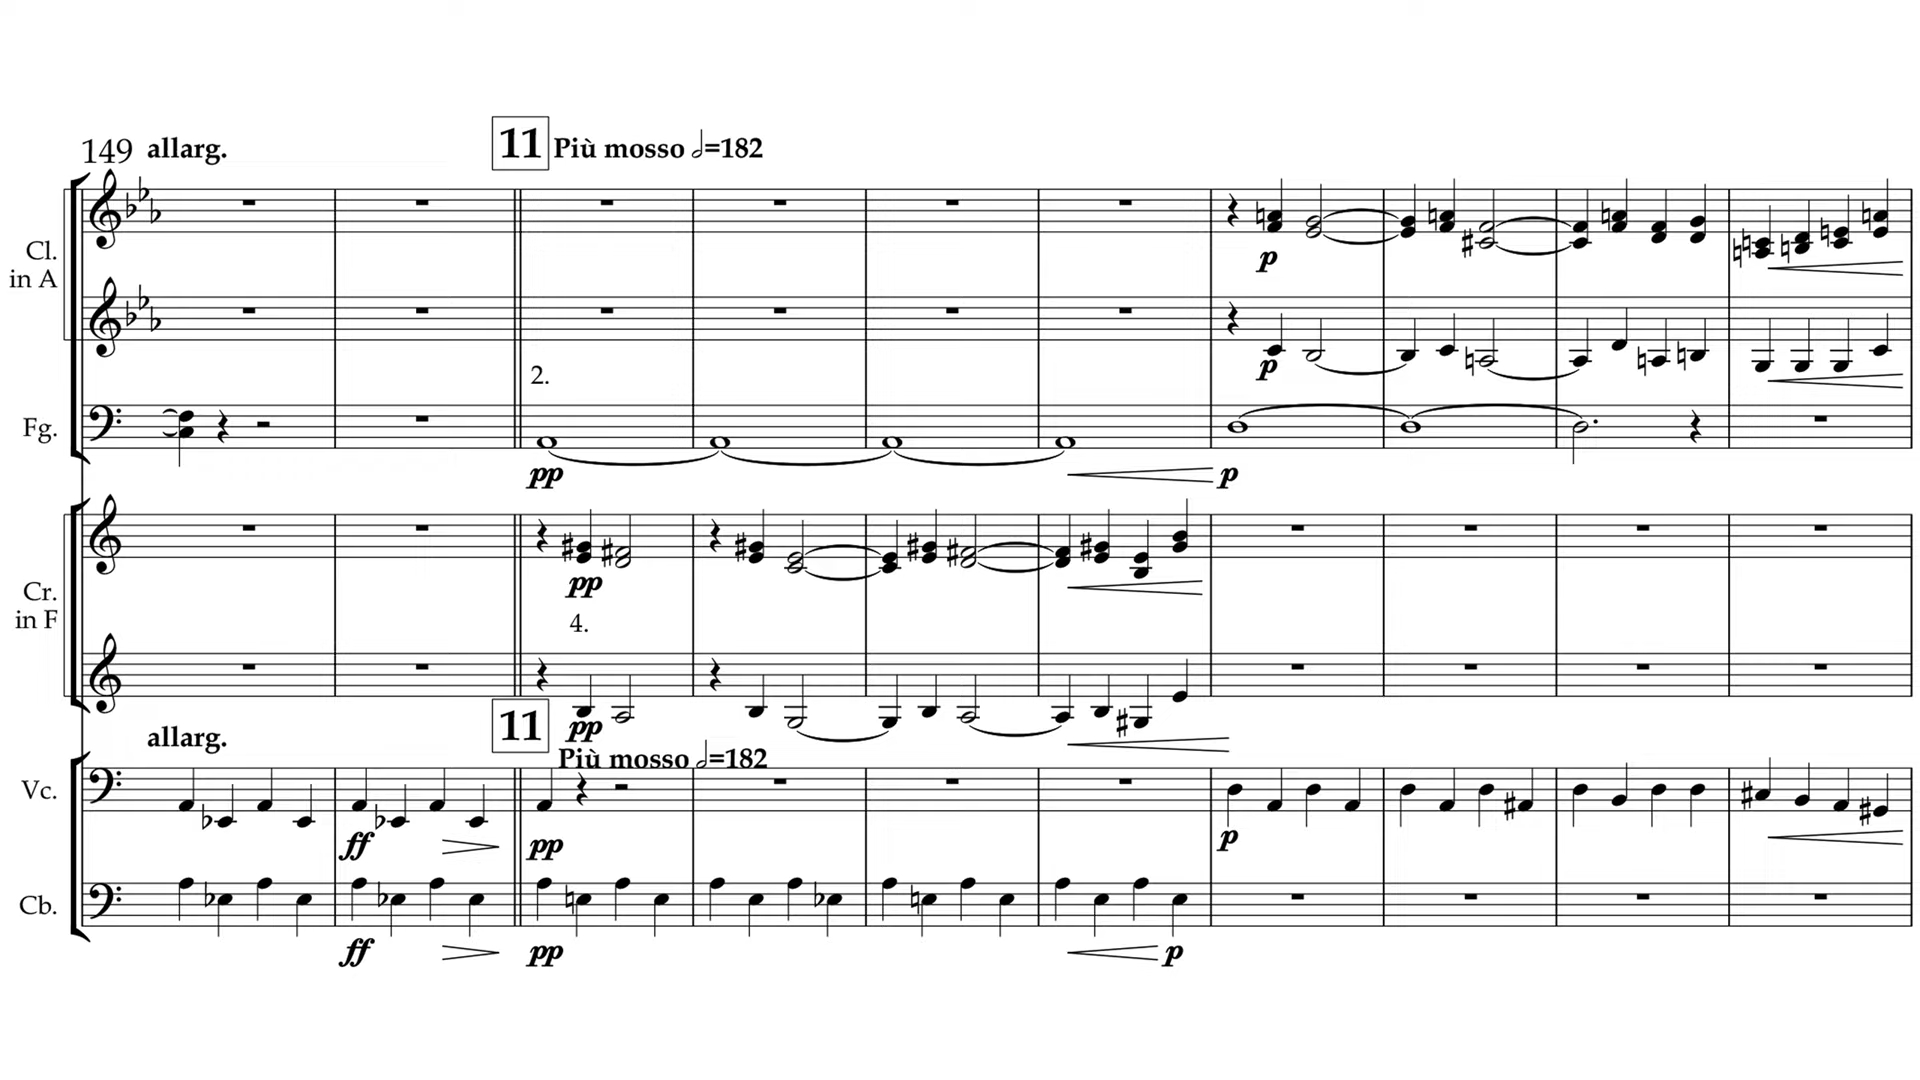 149 allarg. 11 Più mosso 𝅗𝅥=182
Cl.
in A
p
p
2.
Fg.
pp p
Cr.
in F
pp
4.
pp
allarg. 11
Più mosso 𝅗𝅥=182
Vc.
ff pp p
Cb.
ff pp p